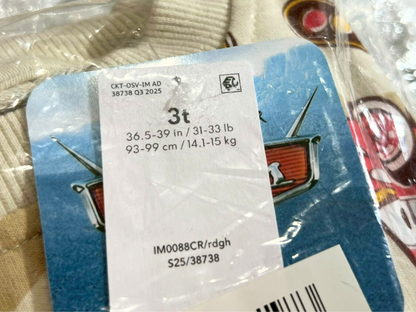 CKT-OSV-IM AD
38738 Q3 2025
3t
36.5-39 in / 31-33 lb
93-99 cm / 14.1-15 kg
IM0088CR/rdgh
S25/38738